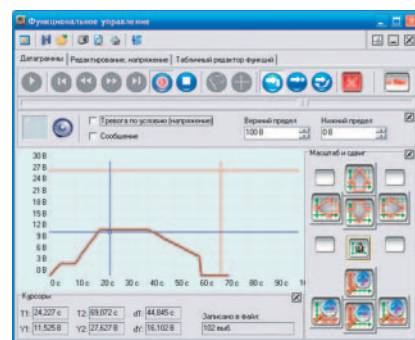 Функциональное управление
Датаграммы Редактирование, напряжение Табличный редактор функций
Тревога по условию (напряжение)
Сообщение
Верхний предел
100 В
Нижний предел
0 В
Масштаб и сдвиг
30 В
27 В
24 В
21 В
18 В
15 В
12 В
9 В
6 В
3 В
0 В
0 с 10 с 20 с 30 с 40 с 50 с 60 с 70 с 80 с 90 с
Курсоры
T1: 24,227 с T2: 69,072 с dT: 44,845 с
Y1: 11,525 В Y2: 27,627 В dY: 16,102 В
Записано в файл:
102 выб.